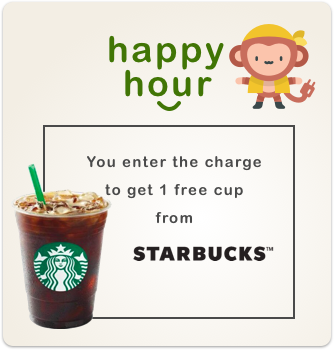 happy
hour
You enter the charge
to get 1 free cup
from
STARBUCKS™